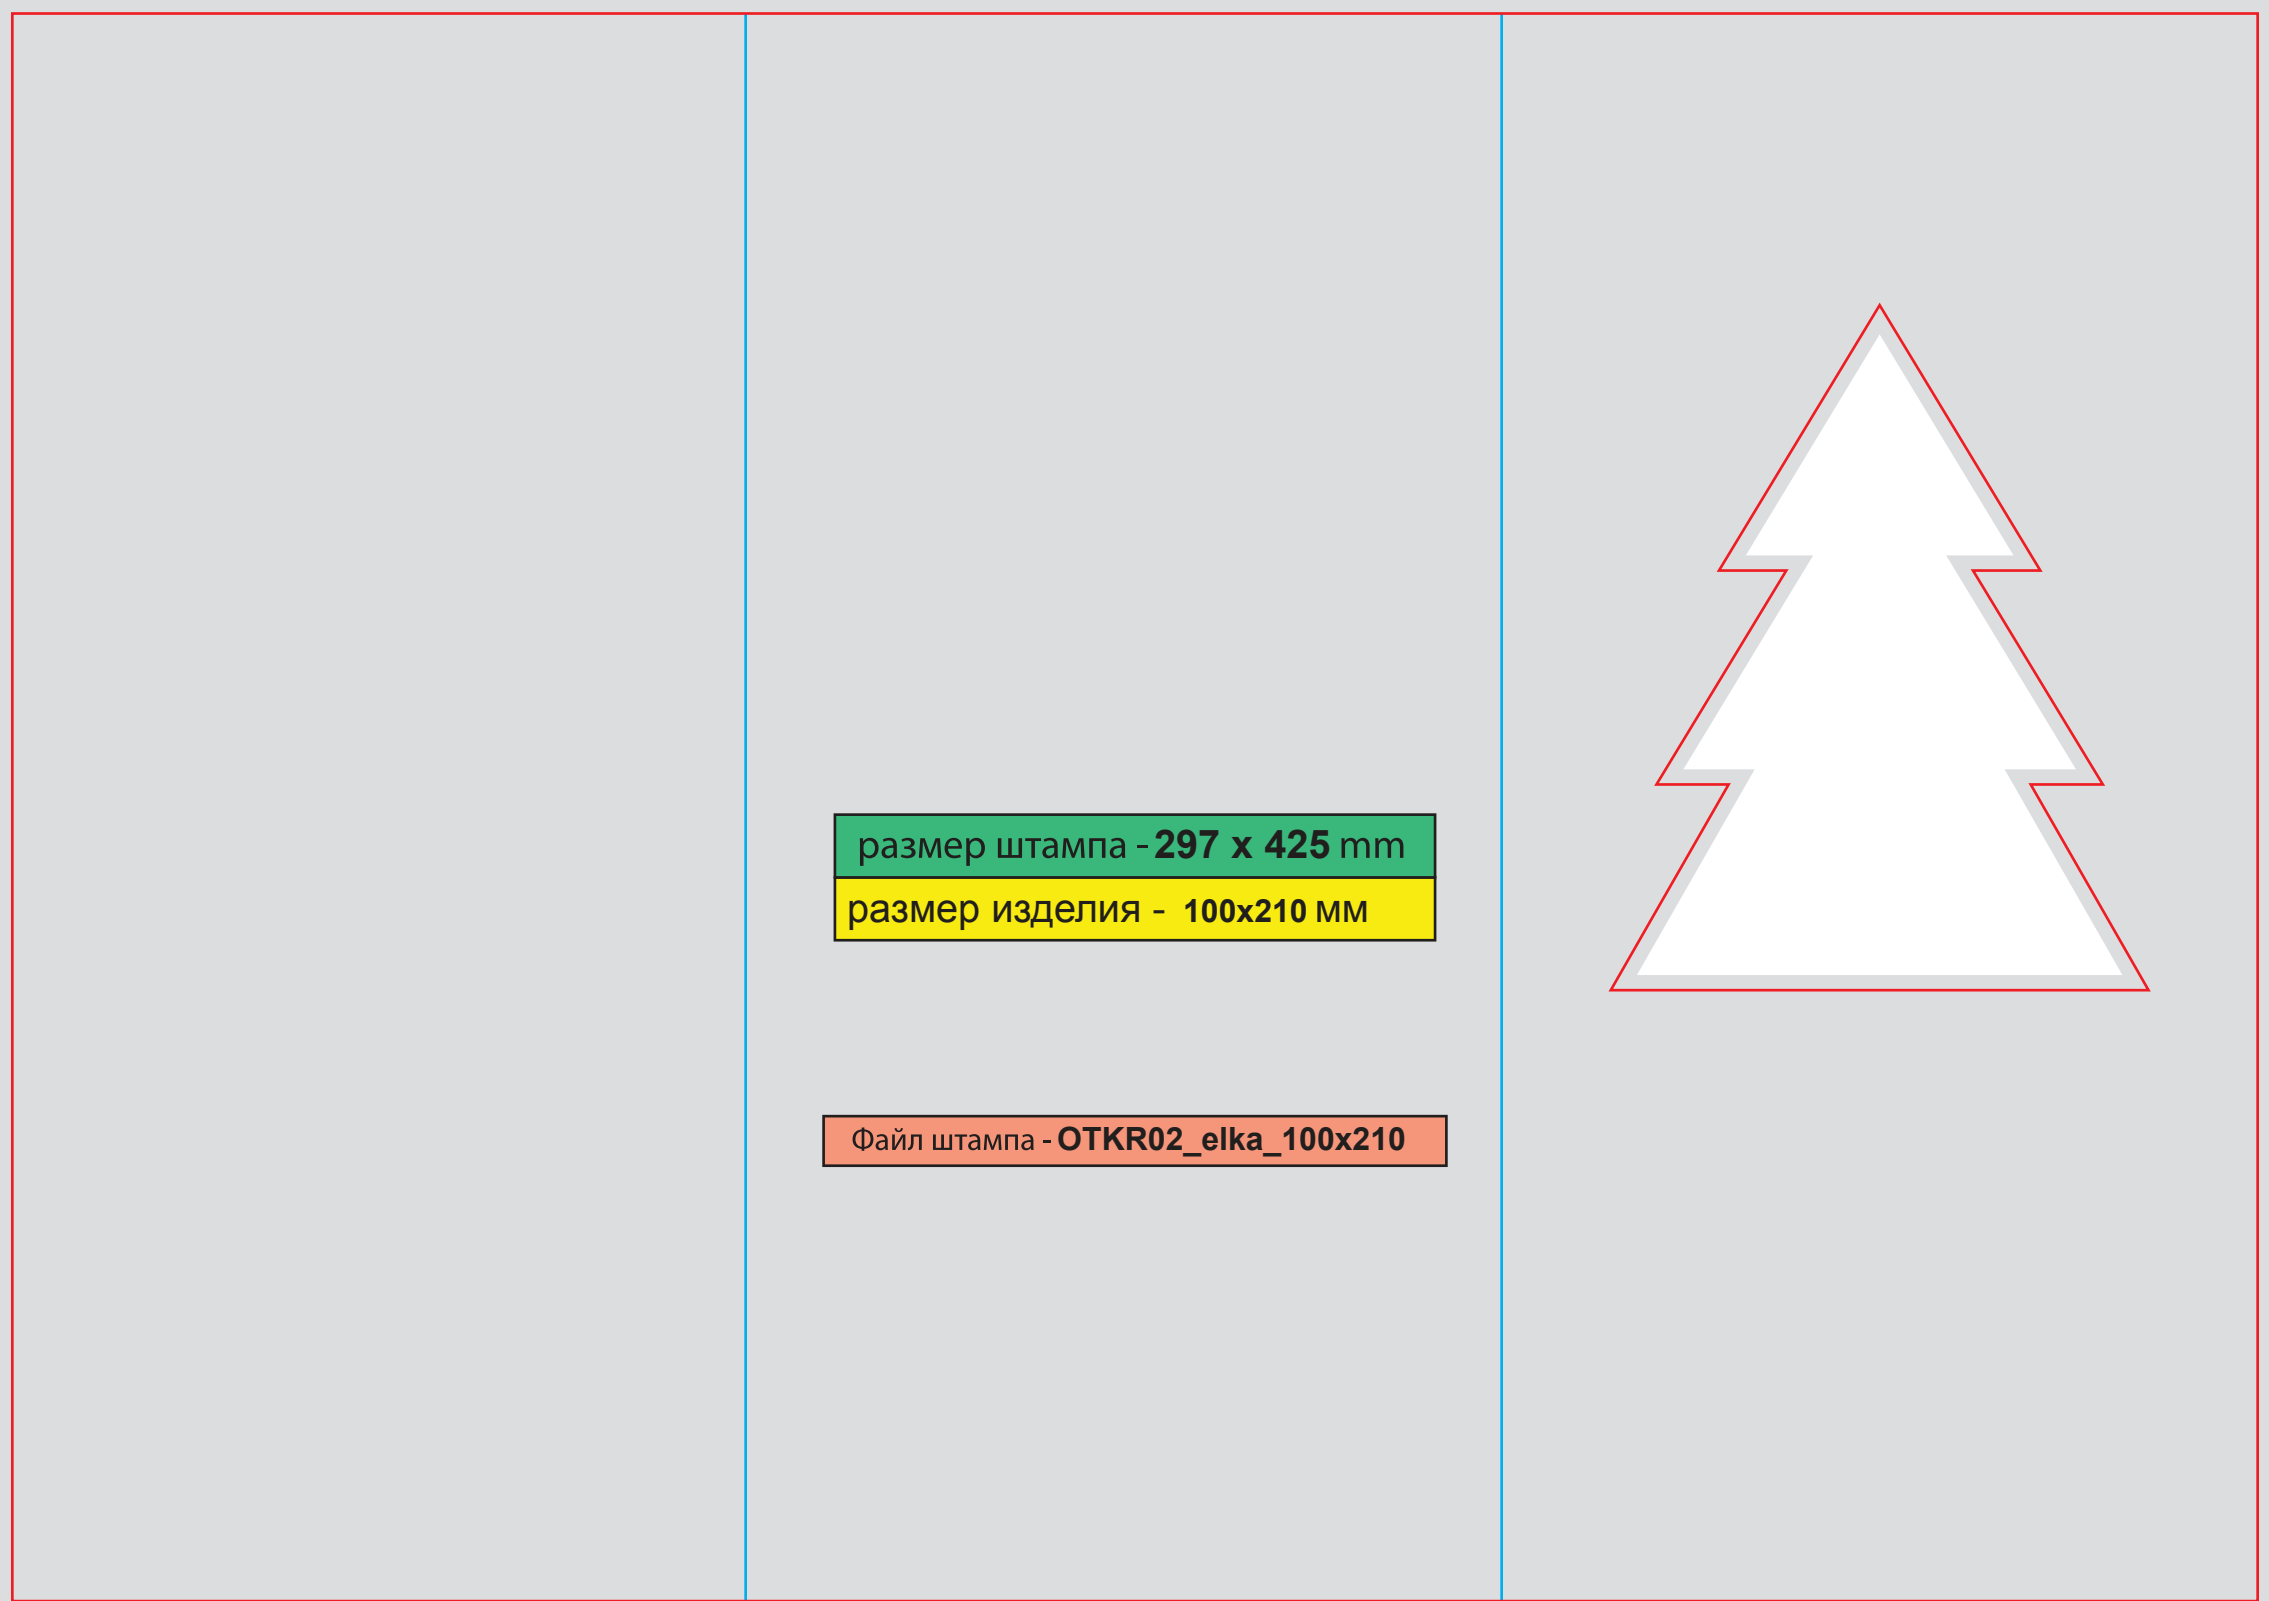 размер штампа - 297 x 425 mm
размер изделия - 100x210 мм
Файл штампа - OTKR02_elka_100x210